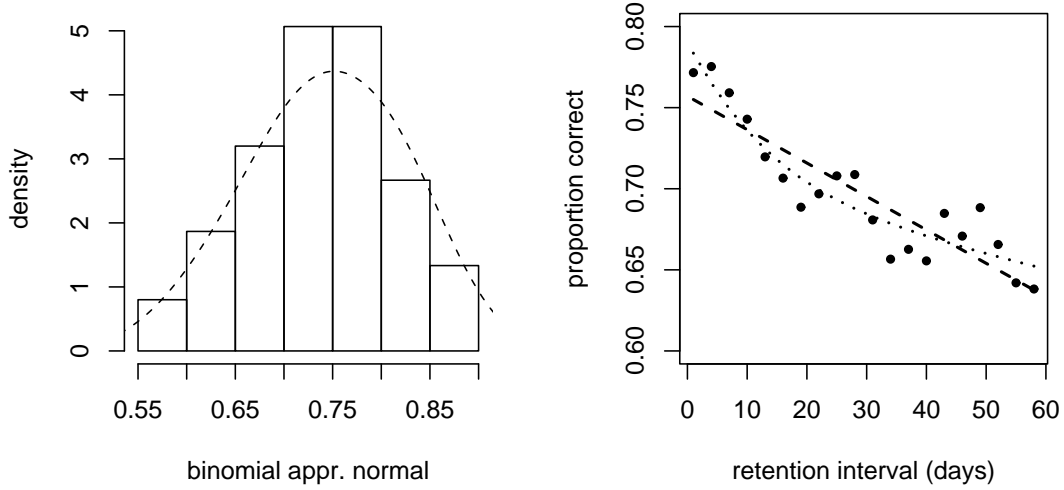 density
5
4
3
2
1
0
0.55 0.65 0.75 0.85
binomial appr. normal
proportion correct
0.80
0.75
0.70
0.65
0.60
0 10 20 30 40 50 60
retention interval (days)